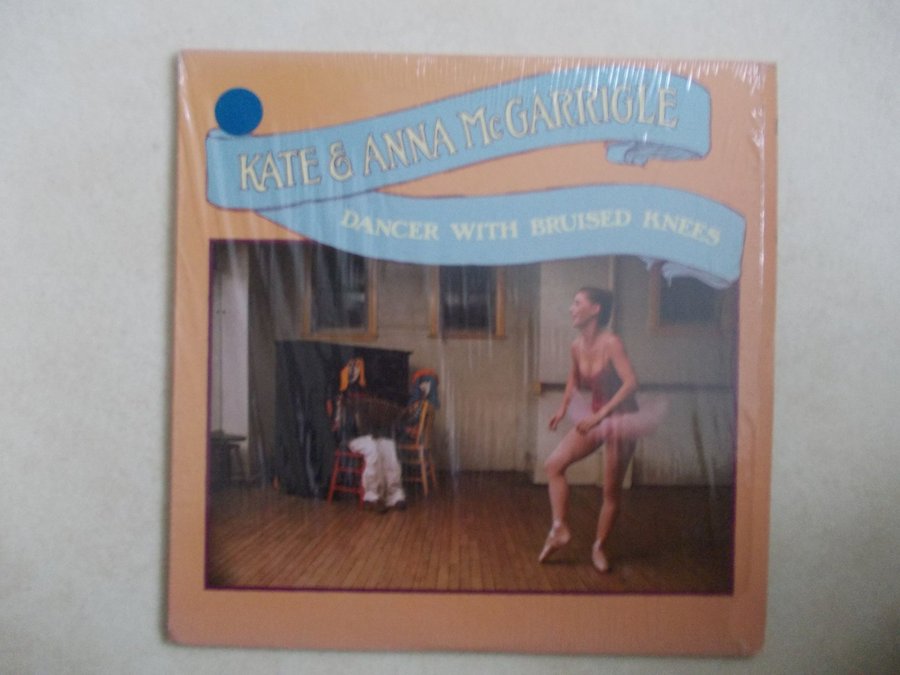 KATE & ANNA McGARRIGLE
DANCER WITH BRUISED KNEES